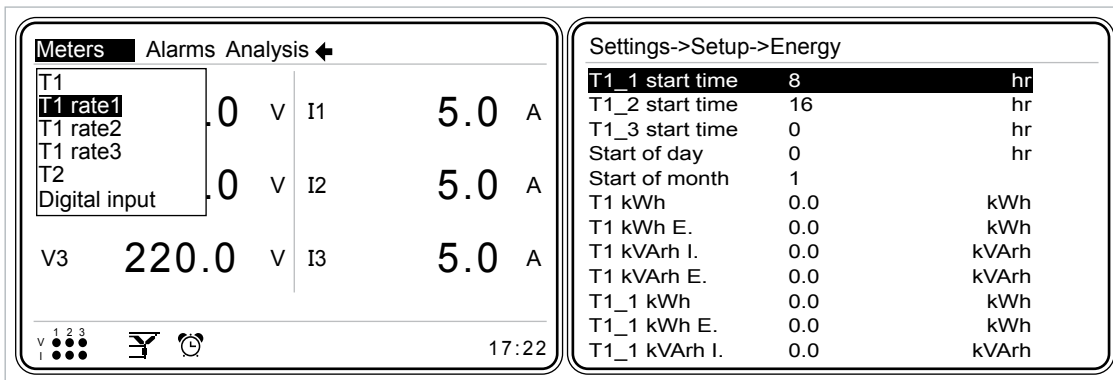 Meters Alarms Analysis
T1
T1 rate1
T1 rate2
T1 rate3
T2
Digital input
.0 V I1 5.0 A
.0 V I2 5.0 A
V3 220.0 V I3 5.0 A
1 2 3
V
I
17:22
Settings->Setup->Energy
T1_1 start time 8 hr
T1_2 start time 16 hr
T1_3 start time 0 hr
Start of day 0 hr
Start of month 1
T1 kWh 0.0 kWh
T1 kWh E. 0.0 kWh
T1 kVArh I. 0.0 kVArh
T1 kVArh E. 0.0 kVArh
T1_1 kWh 0.0 kWh
T1_1 kWh E. 0.0 kWh
T1_1 kVArh I. 0.0 kVArh